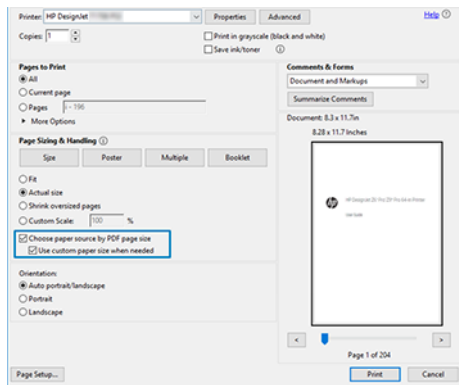 Printer: HP DesignJet Properties Advanced Help
Copies: 1 Print in grayscale (black and white)
Save ink/toner
Pages to Print
All
Current page
Pages 1 - 196
More Options
Page Sizing & Handling
Size Poster Multiple Booklet
Fit
Actual size
Shrink oversized pages
Custom Scale: 100 %
Choose paper source by PDF page size
Use custom paper size when needed
Orientation:
Auto portrait/landscape
Portrait
Landscape
Comments & Forms
Document and Markups
Summarize Comments
Document: 8.3 x 11.7in
8.28 x 11.7 Inches
hp
User Guide
< >
Page 1 of 204
Page Setup... Print Cancel